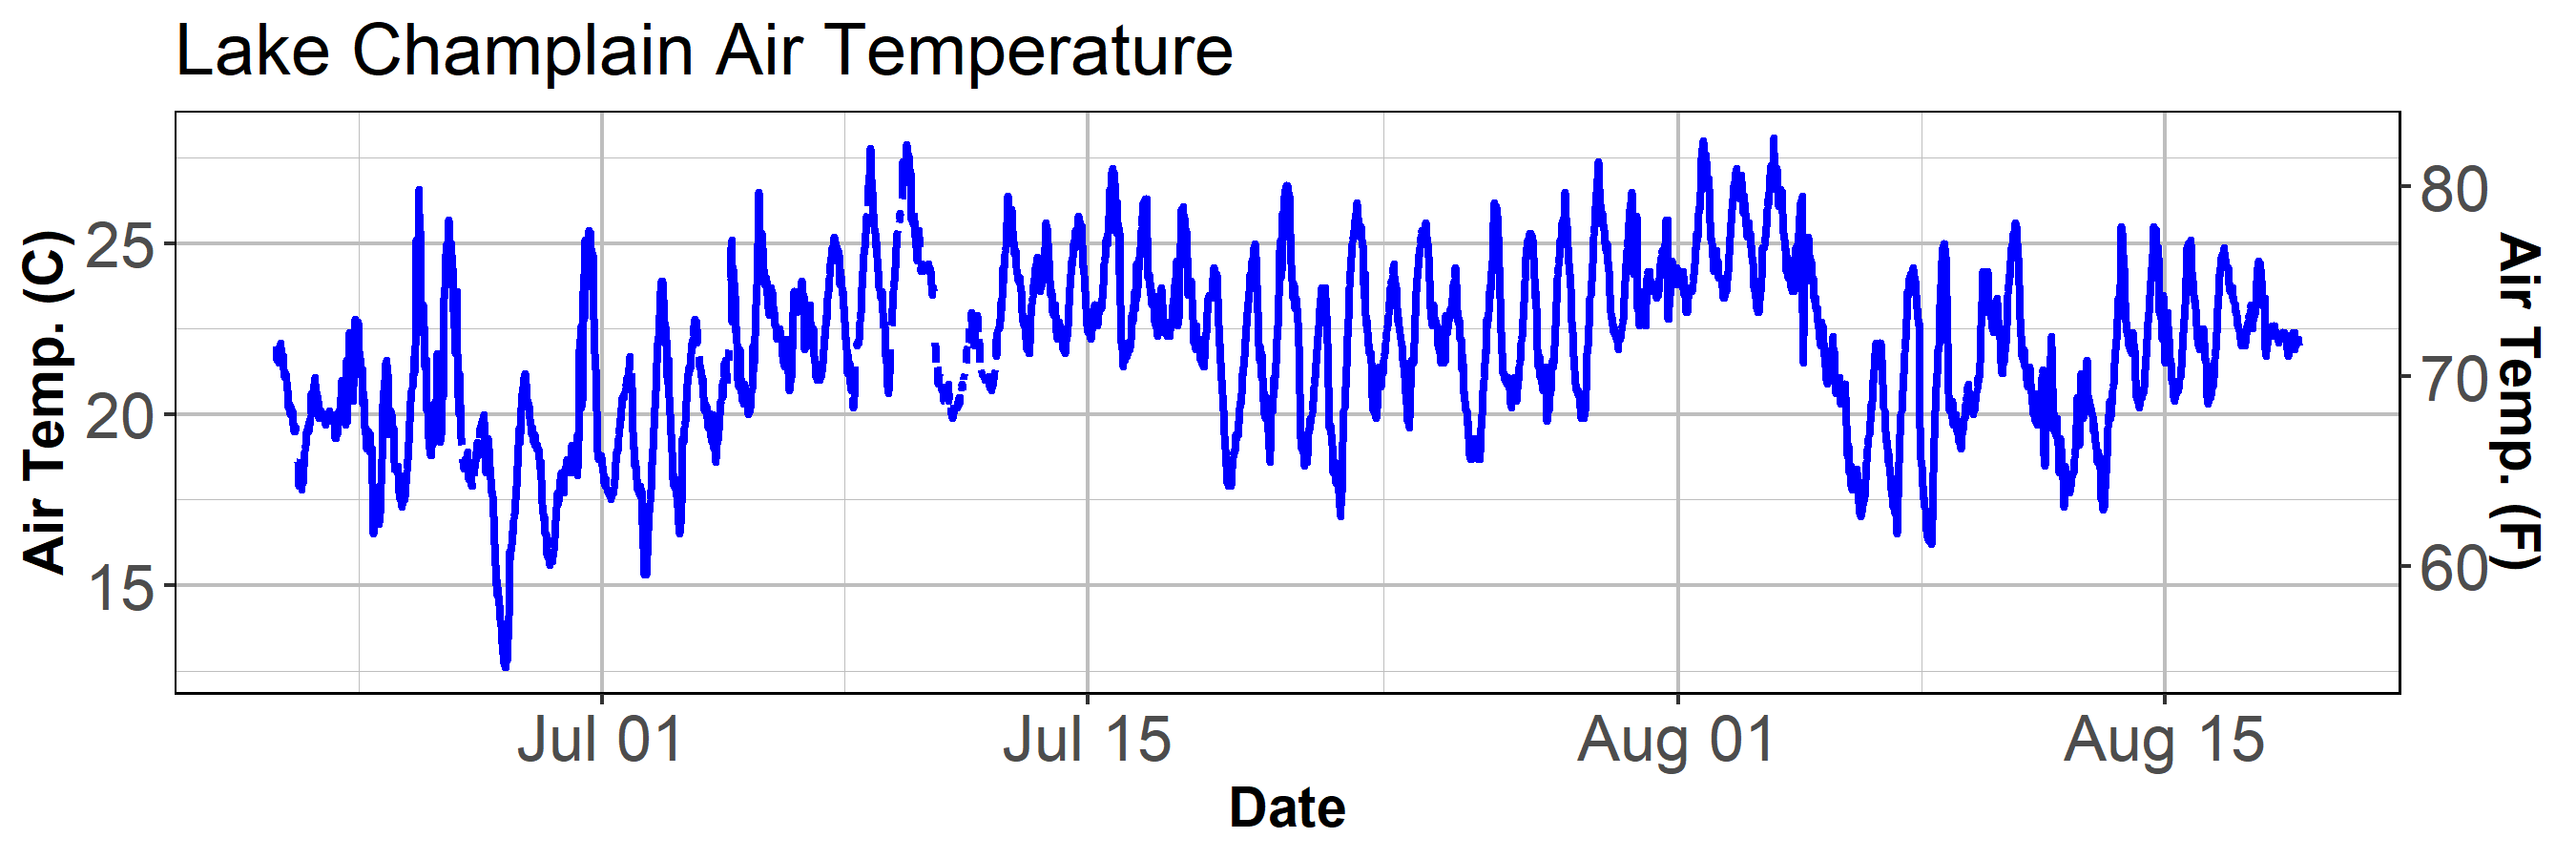 Lake Champlain Air Temperature
Air Temp. (C)
25
20
15
80
70
60
Air Temp. (F)
Jul 01
Jul 15
Aug 01
Aug 15
Date